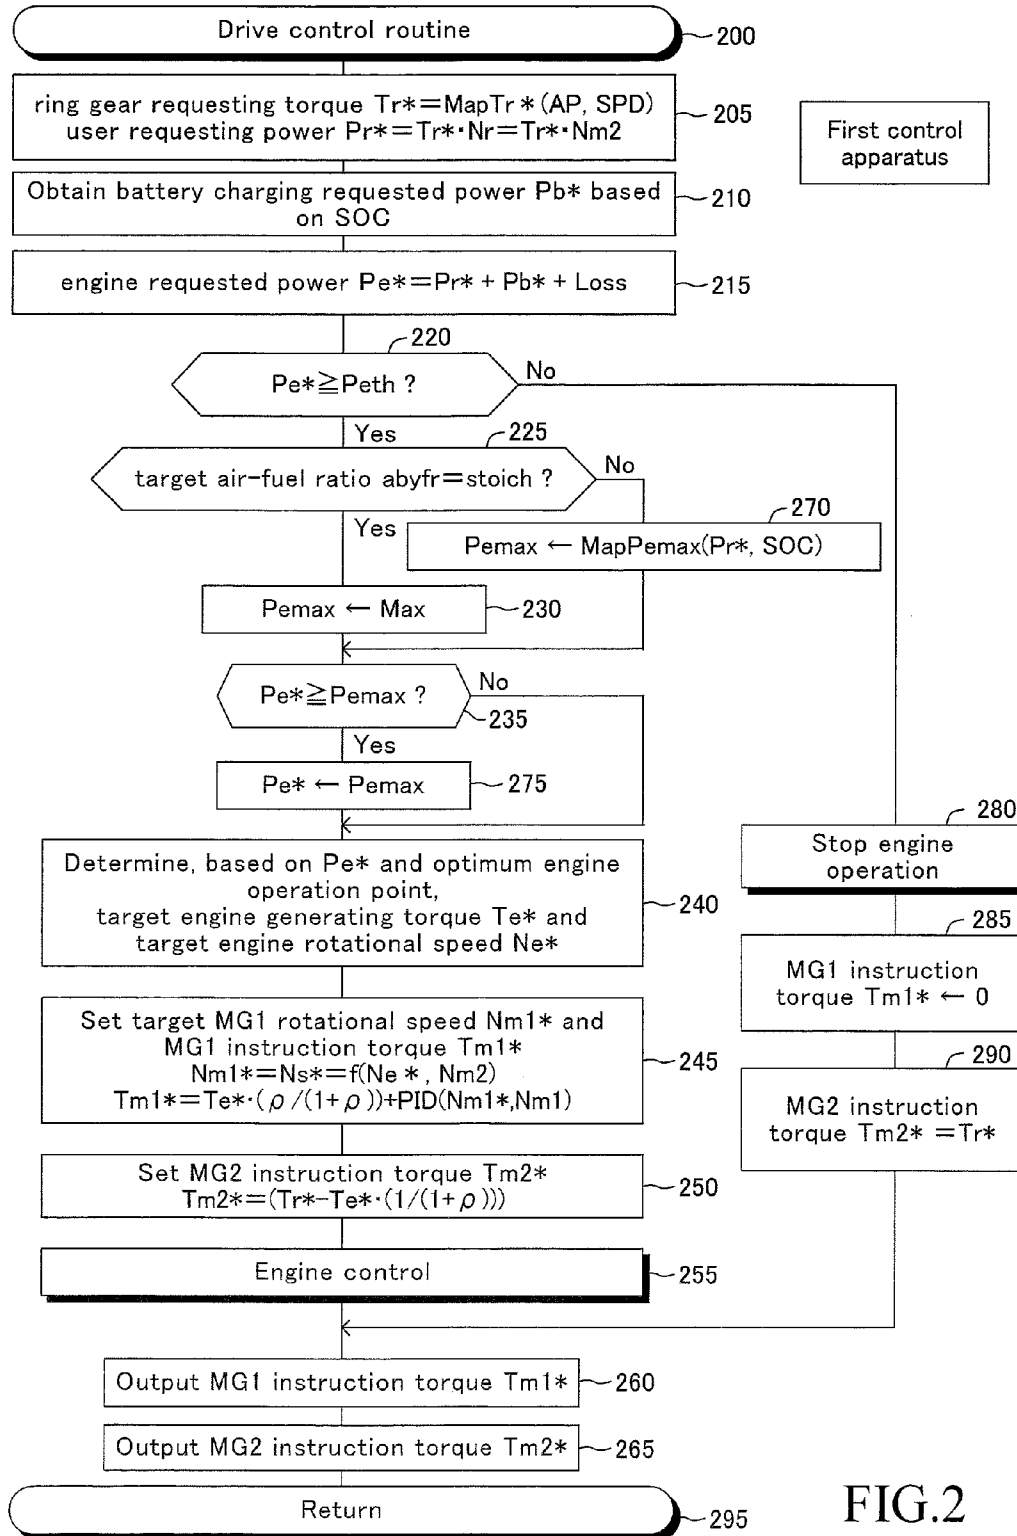 Drive control routine
200
ring gear requesting torque Tr*=MapTr*(AP, SPD)
user requesting power Pr*=Tr*·Nr=Tr*·Nm2
205
First control
apparatus
Obtain battery charging requested power Pb* based
on SOC
210
engine requested power Pe*=Pr*+Pb*+Loss
215
220
Pe*≧Peth ?
No
Yes
225
target air-fuel ratio abyfr=stoich ?
No
Yes
270
Pemax ← MapPemax(Pr*, SOC)
Pemax ← Max
230
Pe*≧Pemax ?
No
235
Yes
Pe* ← Pemax
275
280
Stop engine
operation
Determine, based on Pe* and optimum engine
operation point,
target engine generating torque Te* and
target engine rotational speed Ne*
240
285
MG1 instruction
torque Tm1* ← 0
Set target MG1 rotational speed Nm1* and
MG1 instruction torque Tm1*
Nm1*=Ns*=f(Ne*, Nm2)
Tm1*=Te*·(ρ/(1+ρ))+PID(Nm1*,Nm1)
245
290
MG2 instruction
torque Tm2* =Tr*
Set MG2 instruction torque Tm2*
Tm2*=(Tr*-Te*·(1/(1+ρ)))
250
Engine control
255
Output MG1 instruction torque Tm1*
260
Output MG2 instruction torque Tm2*
265
Return
295
FIG.2